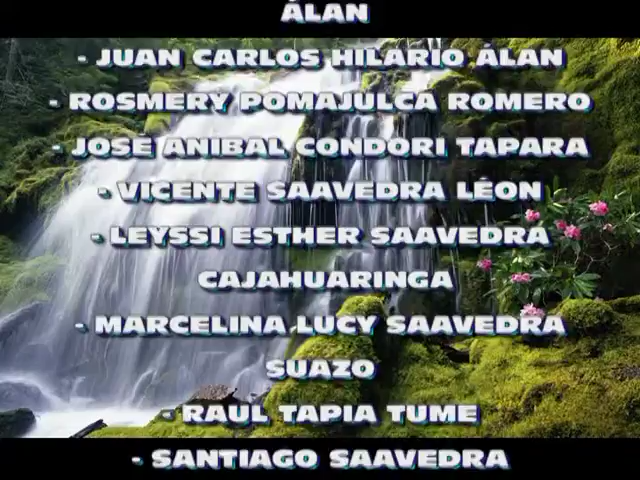 ÁLAN
- JUAN CARLOS HILARIO ÁLAN
- ROSMERY POMAJULCA ROMERO
- JOSÉ ANIBAL CONDORI TAPARA
- VICENTE SAAVEDRA LÉON
- LEYSSI ESTHER SAAVEDRA
CAJAHUARINGA
- MARCELINA LUCY SAAVEDRA
SUAZO
- RAUL TAPIA TUME
- SANTIAGO SAAVEDRA